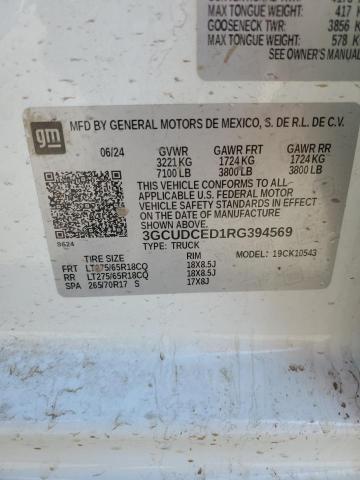 MAX TONGUE WEIGHT: 417 K
GOOSENECK TWR: 3856 K
MAX TONGUE WEIGHT: 578 K
SEE OWNER'S MANUAL
gm
MFD BY GENERAL MOTORS DE MEXICO, S. DE R.L. DE C.V.
06/24 GVWR GAWR FRT GAWR RR
3221 KG 1724 KG 1724 KG
7100 LB 3800 LB 3800 LB
THIS VEHICLE CONFORMS TO ALL APPLICABLE
U.S. FEDERAL MOTOR VEHICLE SAFETY
STANDARDS IN EFFECT ON THE DATE OF
MANUFACTURE SHOWN ABOVE.
3GCUDCED1RG394569
S624 TYPE: TRUCK
TIRE SIZE RIM MODEL: 19CK10543
FRT LT275/65R18CQ 18X8.5J
RR LT275/65R18CQ 18X8.5J
SPA 265/70R17 S 17X8J